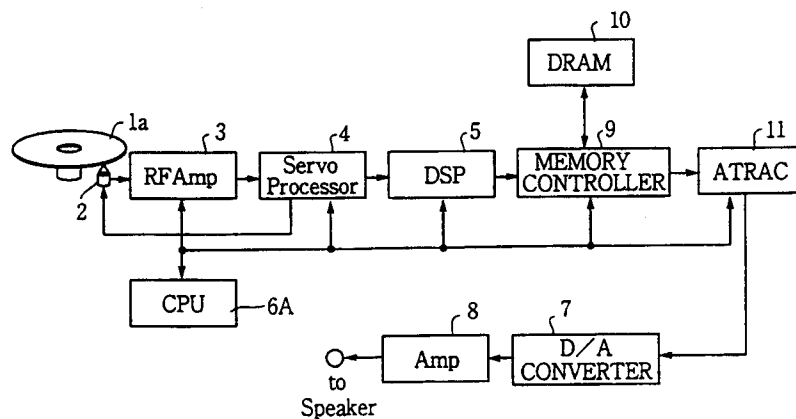 10
DRAM
1a
3
4
5
9
11
RFAmp
Servo
Processor
DSP
MEMORY
CONTROLLER
ATRAC
2
CPU
6A
8
7
Amp
D/A
CONVERTER
to
Speaker